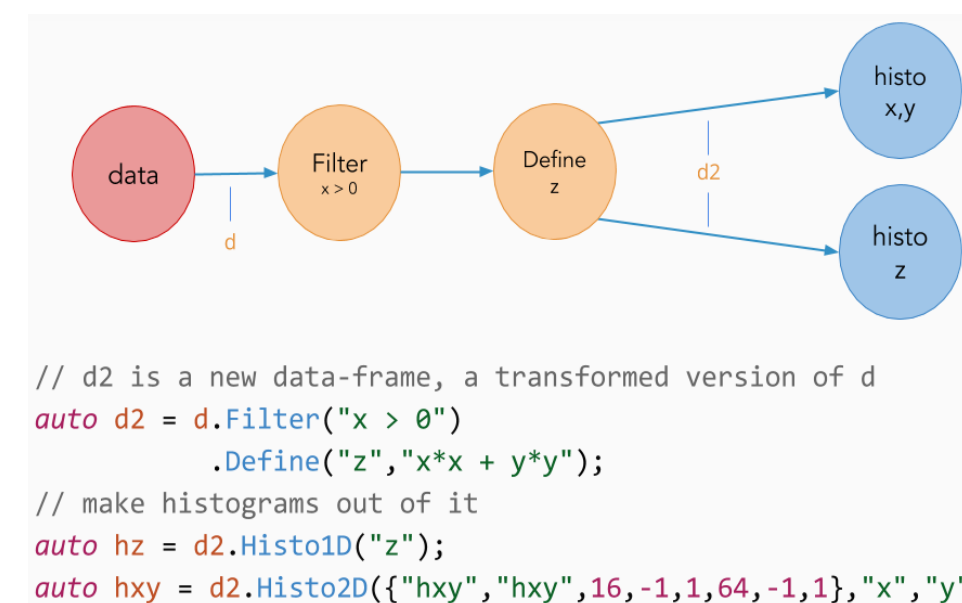 data
d
Filter
x > 0
Define
z
d2
histo
x,y
histo
z
// d2 is a new data-frame, a transformed version of d
auto d2 = d.Filter("x > 0")
.Define("z","x*x + y*y");
// make histograms out of it
auto hz = d2.Histo1D("z");
auto hxy = d2.Histo2D({"hxy","hxy",16,-1,1,64,-1,1},"x","y"